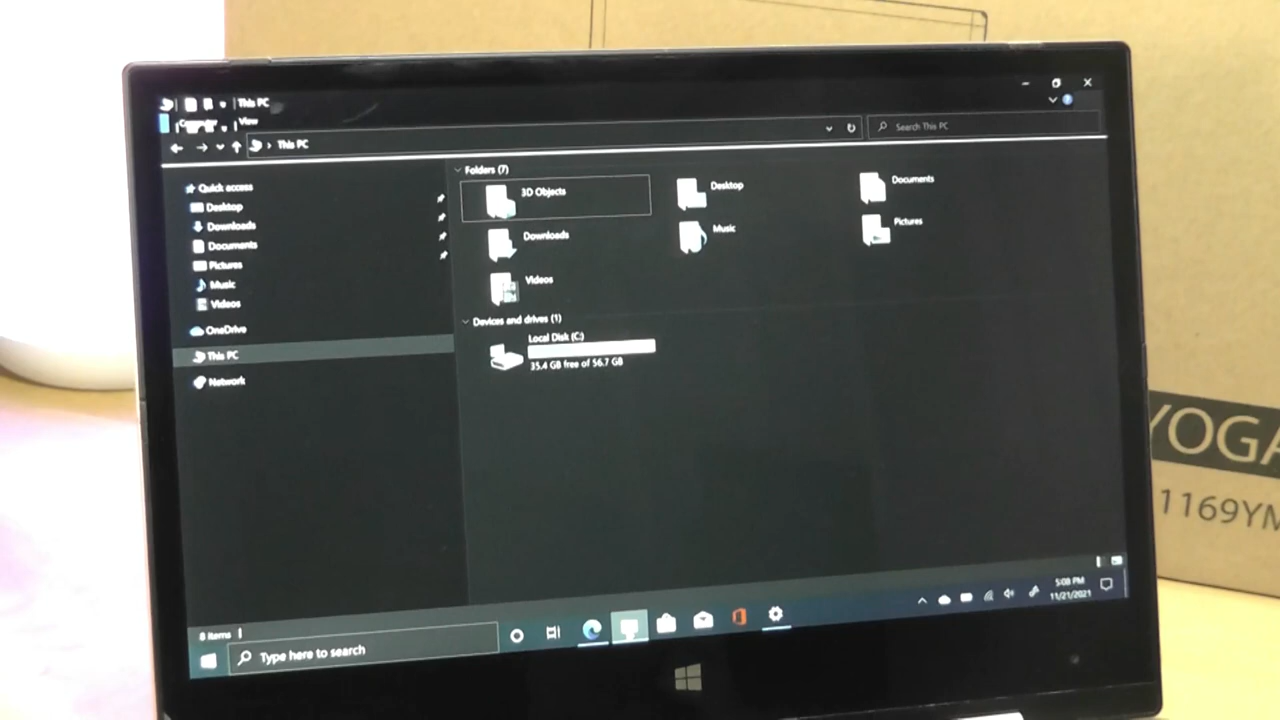 This PC
Computer View
This PC
Search This PC
Quick access
Desktop
Downloads
Documents
Pictures
Music
Videos
OneDrive
This PC
Network
Folders (7)
3D Objects
Desktop
Documents
Downloads
Music
Pictures
Videos
Devices and drives (1)
Local Disk (C:)
35.4 GB free of 56.7 GB
8 items
Type here to search
5:08 PM
11/21/2021
YOGA
1169YM